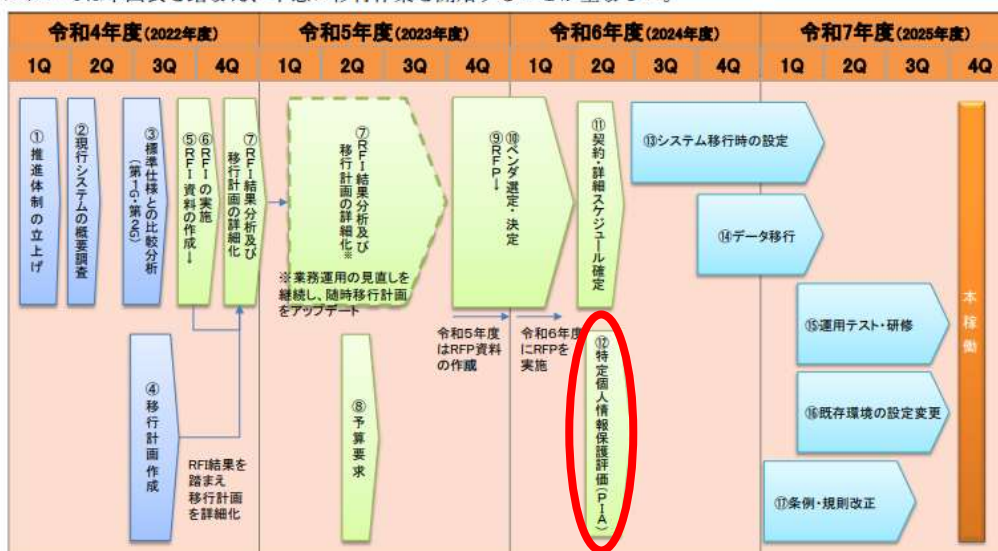 令和4年度(2022年度) 令和5年度(2023年度) 令和6年度(2024年度) 令和7年度(2025年度)
1Q 2Q 3Q 4Q 1Q 2Q 3Q 4Q 1Q 2Q 3Q 4Q 1Q 2Q 3Q 4Q
①推進体制の立上げ
②現行システムの概要調査
③標準仕様との比較分析
(第1G・第2G)
⑤RFI資料の作成↓
⑥RFIの実施
⑦RFI結果分析及び
移行計画の詳細化
⑦RFI結果分析及び
移行計画の詳細化※
※業務運用の見直しを
継続し、随時移行計画
をアップデート
⑨RFP↓
⑩ベンダ選定・決定
⑪契約・詳細スケジュール確定
⑬システム移行時の設定
⑭データ移行
⑮運用テスト・研修
⑯既存環境の設定変更
⑰条例・規則改正
本稼働
④移行計画作成
RFI結果を
踏まえ
移行計画
を詳細化
⑧予算要求
令和5年度
はRFP資料
の作成
令和6年度
にRFPを
実施
⑫特定個人情報保護評価(PIA)